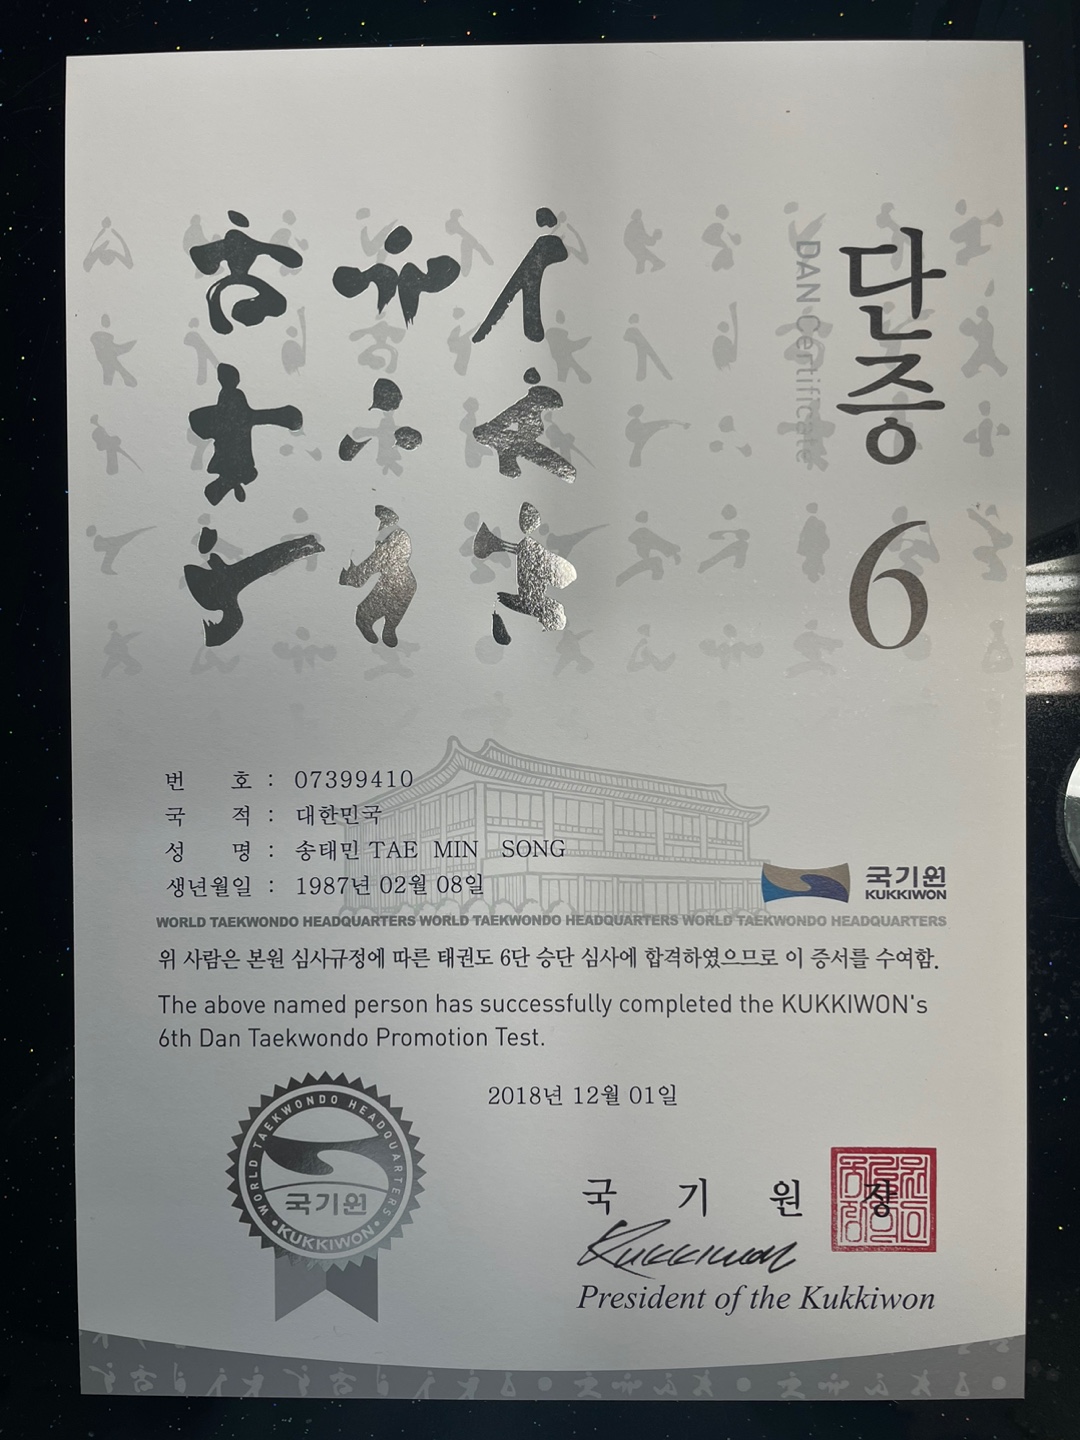 단증
DAN Certificate
6
번 호 : 07399410
국 적 : 대한민국
성 명 : 송태민 TAE MIN SONG
생년월일 : 1987년 02월 08일
국기원
KUKKIWON
WORLD TAEKWONDO HEADQUARTERS WORLD TAEKWONDO HEADQUARTERS WORLD TAEKWONDO HEADQUARTERS
위 사람은 본원 심사규정에 따른 태권도 6단 승단 심사에 합격하였으므로 이 증서를 수여함.
The above named person has successfully completed the KUKKIWON's
6th Dan Taekwondo Promotion Test.
2018년 12월 01일
WORLD TAEKWONDO HEADQUARTERS
국기원
KUKKIWON
국 기 원 장
Kukkiwon
President of the Kukkiwon